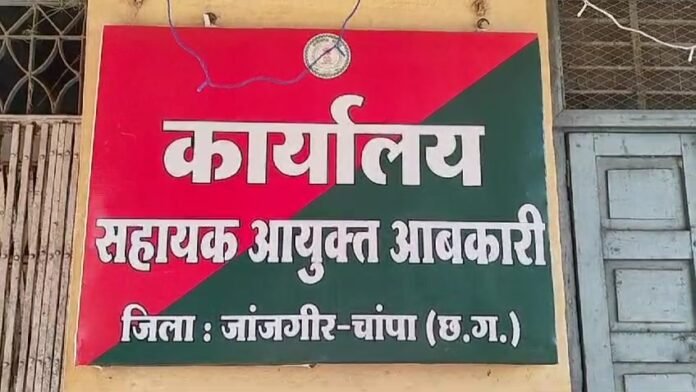 कार्यालय
सहायक आयुक्त आबकारी
जिला : जांजगीर-चांपा (छ.ग.)